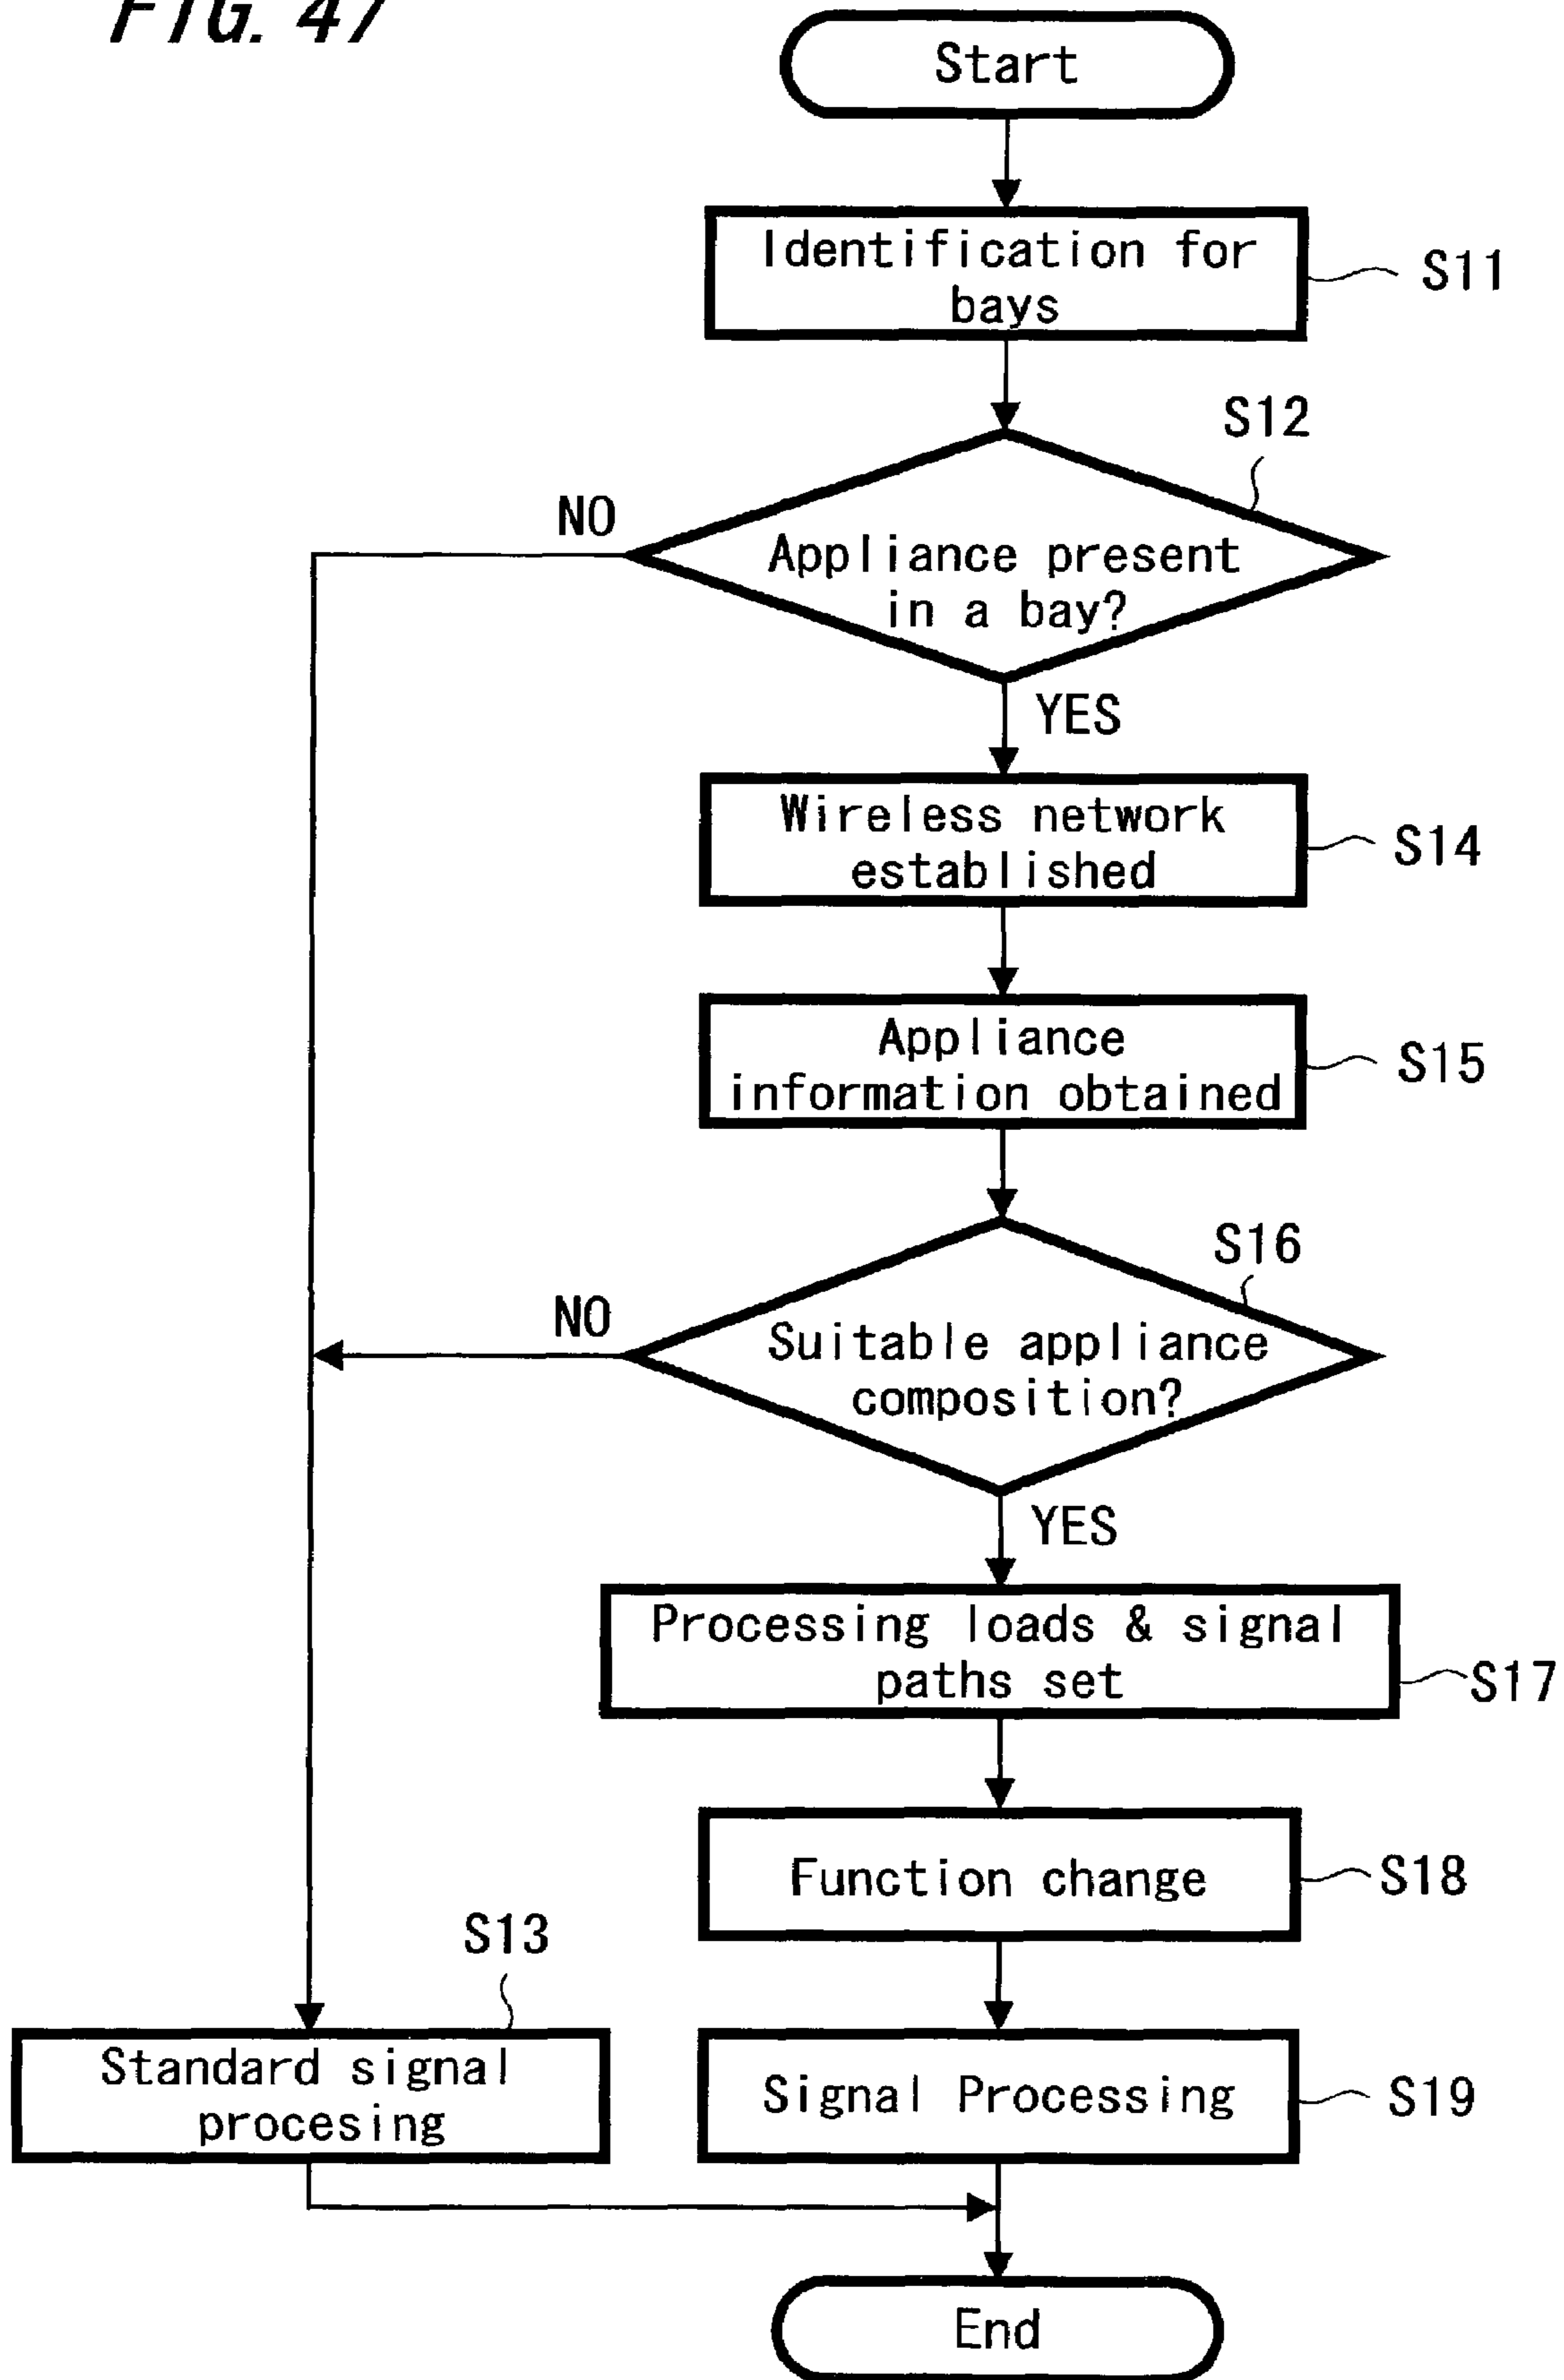 FIG. 47
Start
Identification for
bays
S11
S12
NO
Appliance present
in a bay?
YES
Wireless network
established
S14
Appliance
information obtained
S15
S16
NO
Suitable appliance
composition?
YES
Processing loads & signal
paths set
S17
Function change
S18
S13
Standard signal
procesing
Signal Processing
S19
End